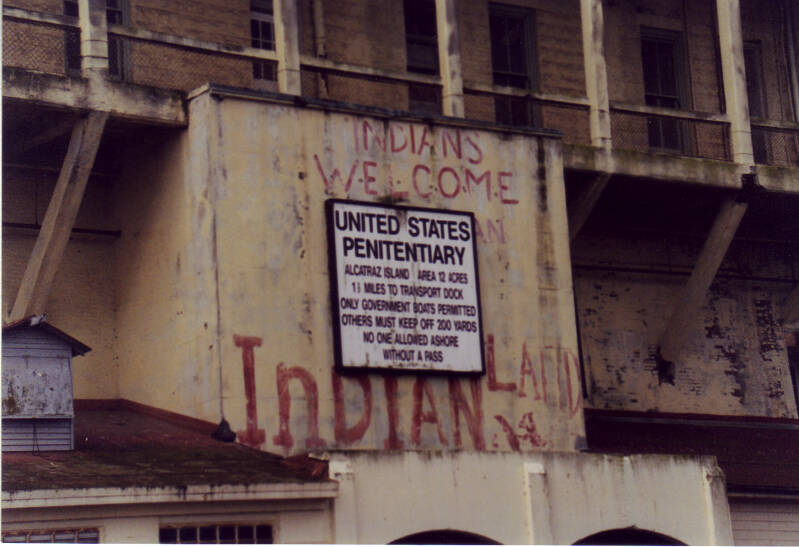 INDIANS
W·E·L·C·O·M·E
AN
UNITED STATES
PENITENTIARY
ALCATRAZ ISLAND AREA 12 ACRES
1½ MILES TO TRANSPORT DOCK
ONLY GOVERNMENT BOATS PERMITTED
OTHERS MUST KEEP OFF 200 YARDS
NO ONE ALLOWED ASHORE
WITHOUT A PASS
INDIAN LAND